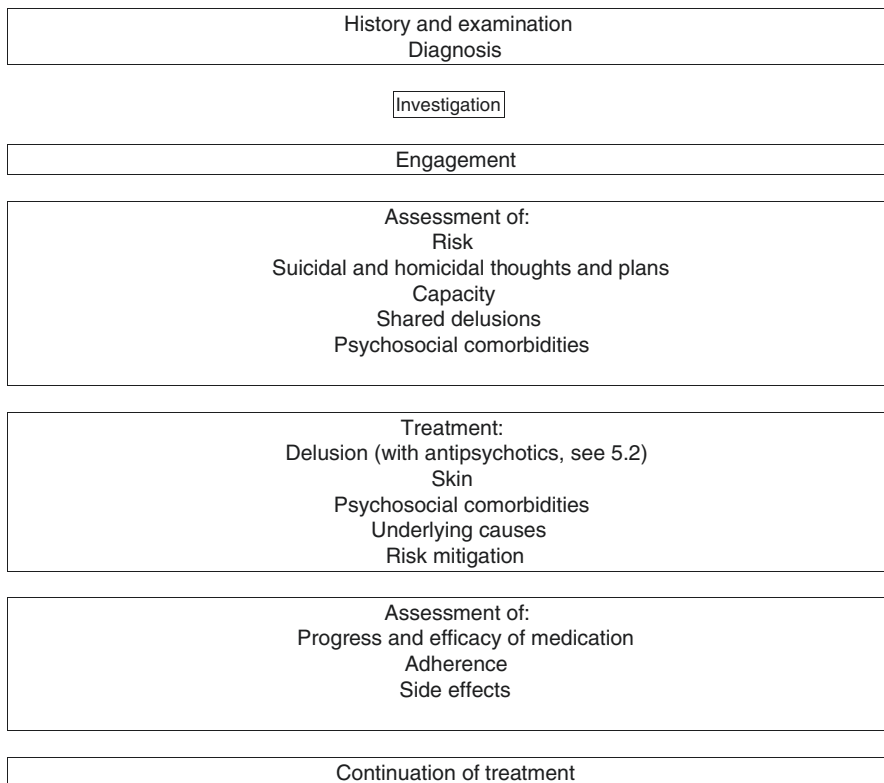 History and examination
Diagnosis
Investigation
Engagement
Assessment of:
Risk
Suicidal and homicidal thoughts and plans
Capacity
Shared delusions
Psychosocial comorbidities
Treatment:
Delusion (with antipsychotics, see 5.2)
Skin
Psychosocial comorbidities
Underlying causes
Risk mitigation
Assessment of:
Progress and efficacy of medication
Adherence
Side effects
Continuation of treatment